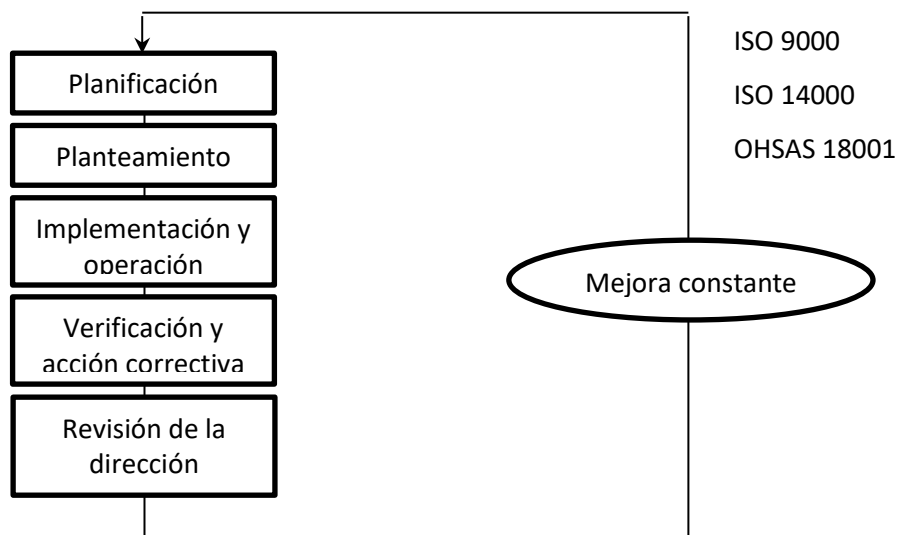 ISO 9000
ISO 14000
OHSAS 18001
Planificación
Planteamiento
Implementación y
operación
Verificación y
acción correctiva
Revisión de la
dirección
Mejora constante